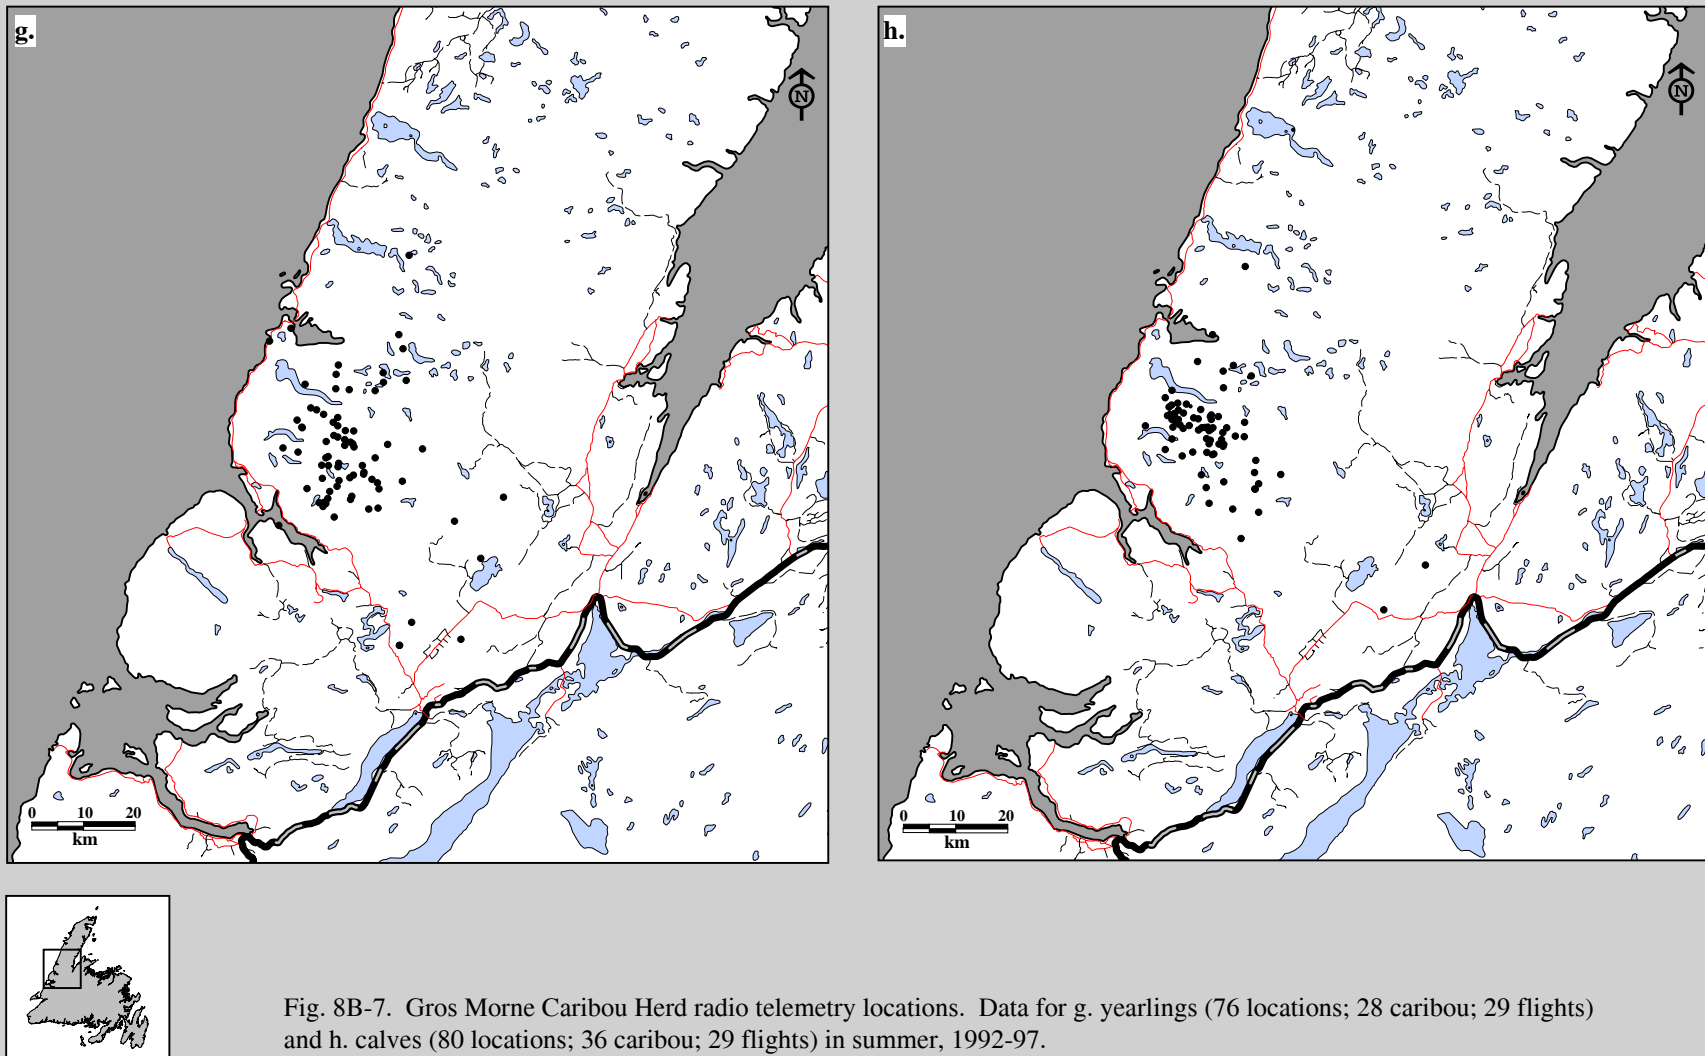 g.
N
0 10 20
km
h.
N
0 10 20
km
Fig. 8B-7. Gros Morne Caribou Herd radio telemetry locations. Data for g. yearlings (76 locations; 28 caribou; 29 flights)
and h. calves (80 locations; 36 caribou; 29 flights) in summer, 1992-97.